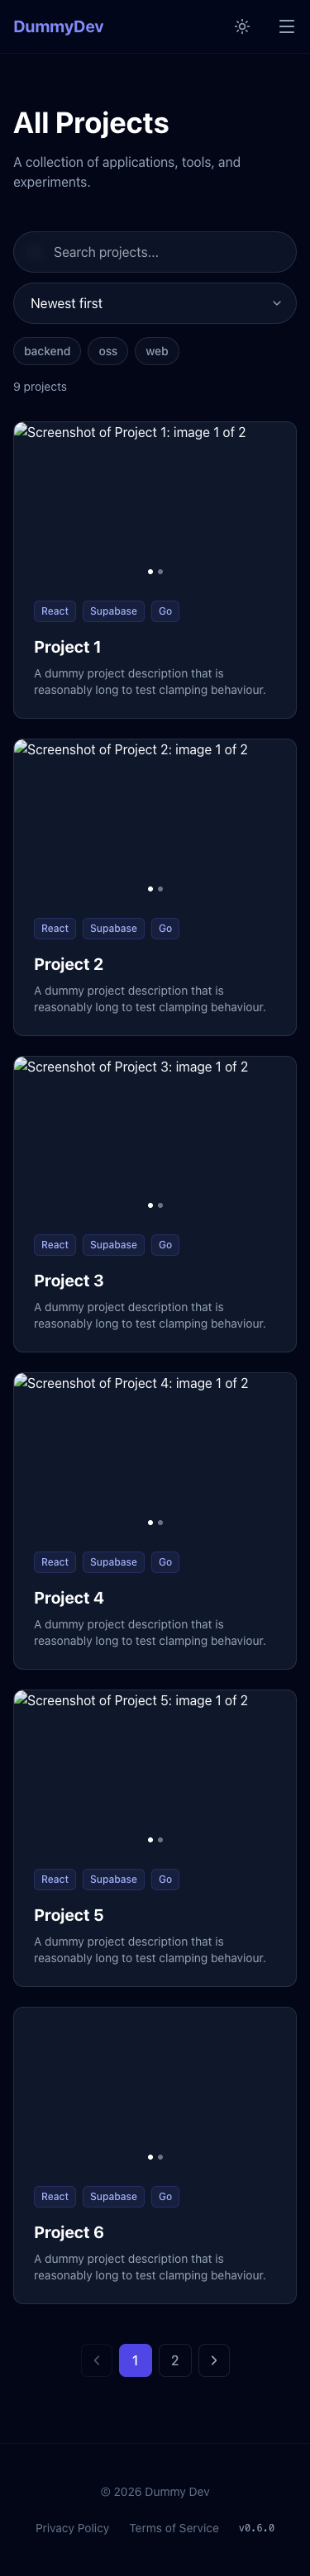 DummyDev
All Projects
A collection of applications, tools, and
experiments.
Search projects...
Newest first
backend oss web
9 projects
Screenshot of Project 1: image 1 of 2
React Supabase Go
Project 1
A dummy project description that is
reasonably long to test clamping behaviour.
Screenshot of Project 2: image 1 of 2
React Supabase Go
Project 2
A dummy project description that is
reasonably long to test clamping behaviour.
Screenshot of Project 3: image 1 of 2
React Supabase Go
Project 3
A dummy project description that is
reasonably long to test clamping behaviour.
Screenshot of Project 4: image 1 of 2
React Supabase Go
Project 4
A dummy project description that is
reasonably long to test clamping behaviour.
Screenshot of Project 5: image 1 of 2
React Supabase Go
Project 5
A dummy project description that is
reasonably long to test clamping behaviour.
React Supabase Go
Project 6
A dummy project description that is
reasonably long to test clamping behaviour.
1 2
© 2026 Dummy Dev
Privacy Policy Terms of Service v0.6.0